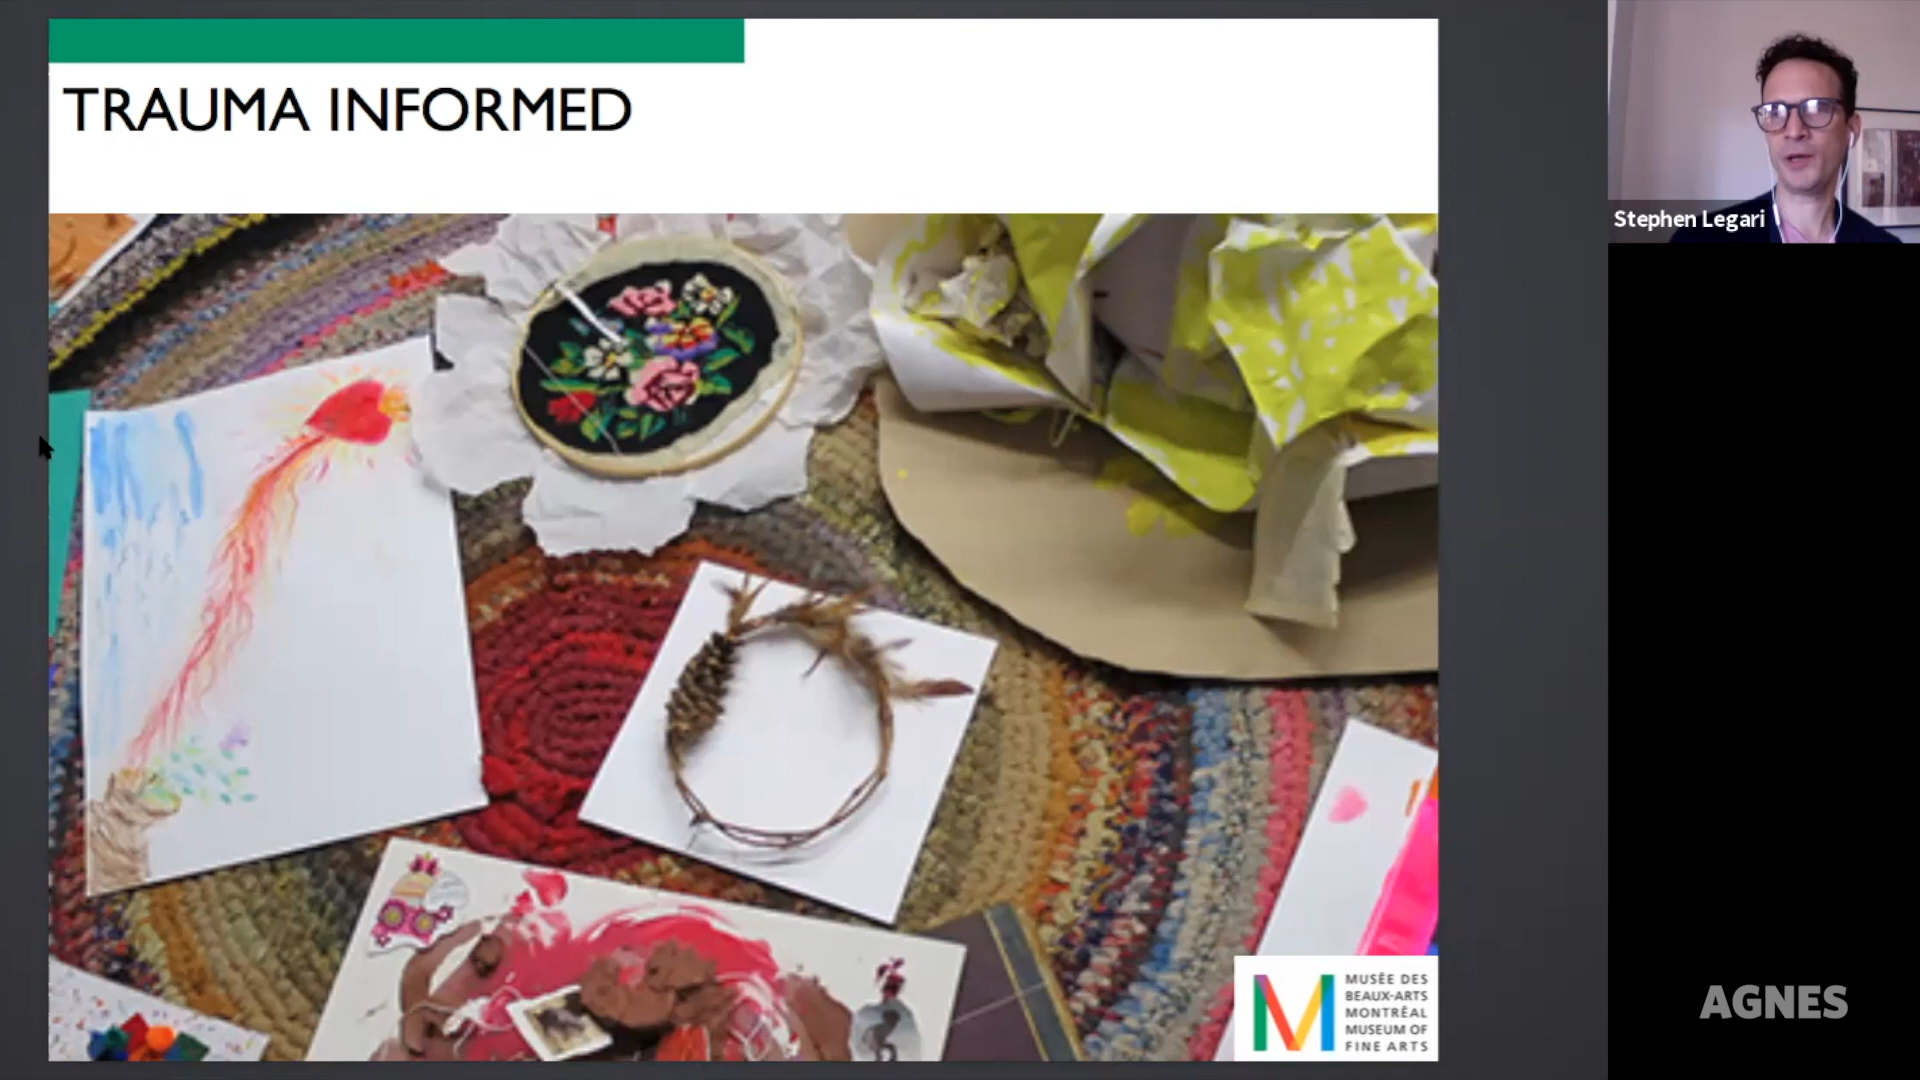 TRAUMA INFORMED
Stephen Legari
MUSÉE DES
BEAUX-ARTS
MONTRÉAL
MUSEUM OF
FINE ARTS
AGNES